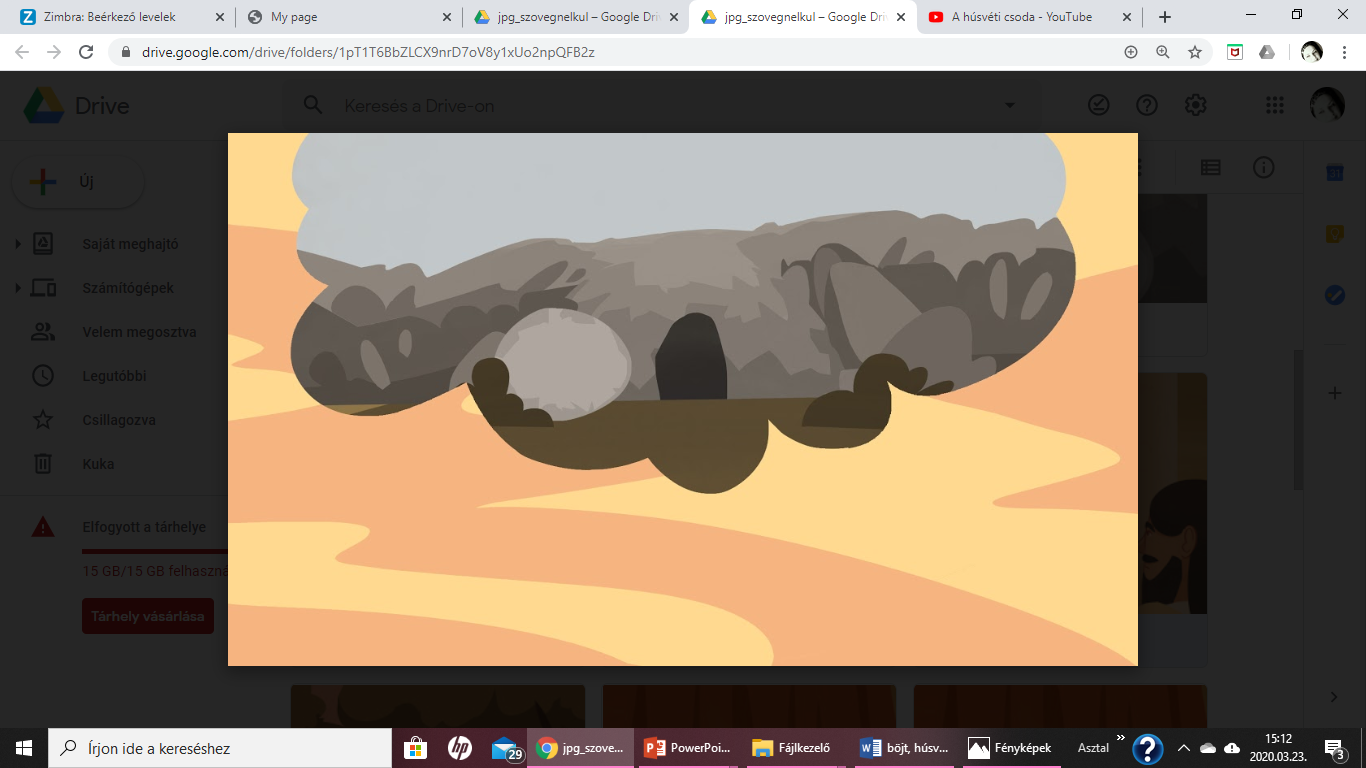 Zimbra: Beérkező levelek
My page
jpg_szovegnelkul – Google Dri
jpg_szovegnelkul – Google Dri
A húsvéti csoda - YouTube
drive.google.com/drive/folders/1pT1T6BbZLCX9nrD7oV8y1xUo2npQFB2z
Drive
Keresés a Drive-on
Új
Saját meghajtó
Számítógépek
Velem megosztva
Legutóbbi
Csillagozva
Kuka
Elfogyott a tárhelye
15 GB/15 GB felhaszná
Tárhely vásárlása
Írjon ide a kereséshez
29
jpg_szove...
PowerPoi...
Fájlkezelő
böjt, húsv...
Fényképek
Asztal
15:12
2020.03.23.
3